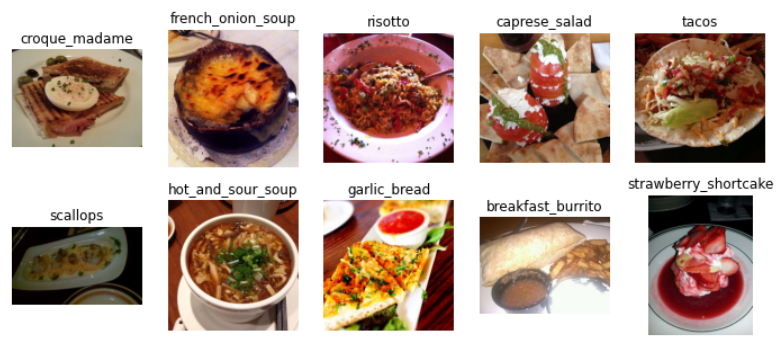 croque_madame
french_onion_soup
risotto
caprese_salad
tacos
scallops
hot_and_sour_soup
garlic_bread
breakfast_burrito
strawberry_shortcake